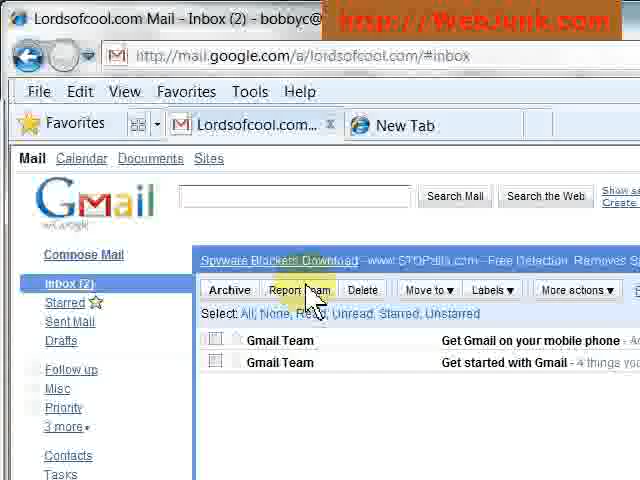 Lordsofcool.com Mail - Inbox (2) - bobbyc@
http://WebJunk.com
http://mail.google.com/a/lordsofcool.com/#inbox
File Edit View Favorites Tools Help
Favorites Lordsofcool.com... x New Tab
Mail Calendar Documents Sites
Gmail Search Mail Search the Web Show se
Create
by Google
Compose Mail
Spyware Blockers Download - www.STOPzilla.com - Free Detection, Removes S
Inbox (2)
Archive Report Delete Move to Labels More actions
Starred
Select: All, None, Read, Unread, Starred, Unstarred
Sent Mail
Drafts
Gmail Team Get Gmail on your mobile phone -
Gmail Team Get started with Gmail - 4 things yo
Follow up
Misc
Priority
3 more
Contacts
Tasks